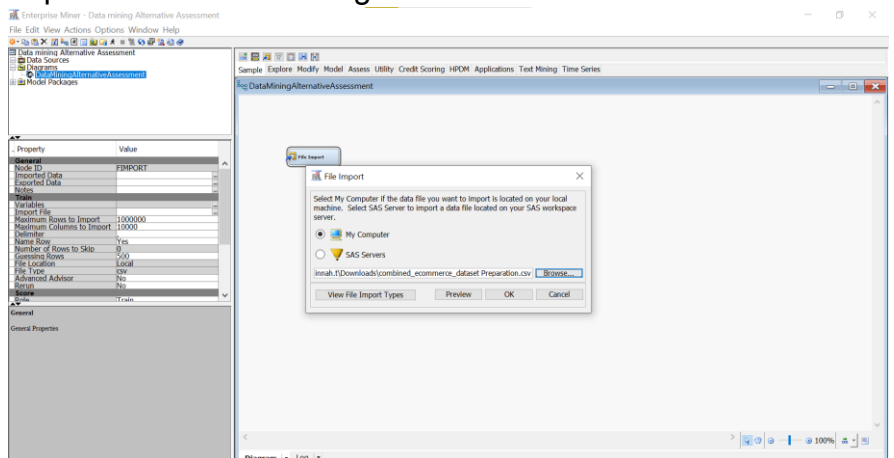 Enterprise Miner - Data mining Alternative Assessment
File Edit View Actions Options Window Help
Data mining Alternative Assessment
Data Sources
Diagrams
DataMiningAlternativeAssessment
Model Packages
Sample Explore Modify Model Assess Utility Credit Scoring HPDM Applications Text Mining Time Series
DataMiningAlternativeAssessment
Property Value
General
Node ID FIMPORT
Imported Data
Exported Data
Notes
Train
Variables
Import File
Maximum Rows to Import 1000000
Maximum Columns to Import 10000
Delimiter
Name Row Yes
Number of Rows to Skip 0
Guessing Rows 500
File Location Local
File Type csv
Advanced Advisor No
Rerun No
Score
Role Train
General
General Properties
File Import
File Import
Select My Computer if the data file you want to import is located on your local
machine. Select SAS Server to import a data file located on your SAS workspace
server.
My Computer
SAS Servers
innah.t\Downloads\combined_ecommerce_dataset Preparation.csv Browse...
View File Import Types Preview OK Cancel
100%
Diagram Log